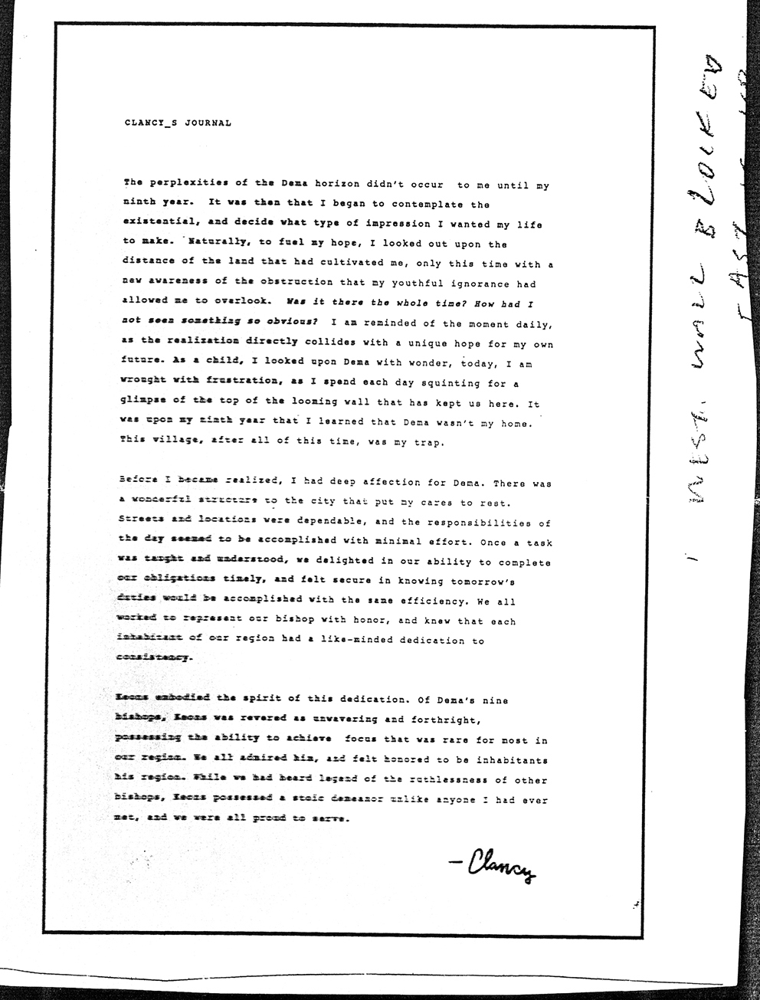 CLANCY_S JOURNAL
The perplexities of the Dema horizon didn't occur  to me until my
ninth year.  It was then that I began to contemplate the
existential, and decide what type of impression I wanted my life
to make.  Naturally, to fuel my hope, I looked out upon the
distance of the land that had cultivated me, only this time with a
new awareness of the obstruction that my youthful ignorance had
allowed me to overlook.  Was it there the whole time? How had I
not seen something so obvious?  I am reminded of the moment daily,
as the realization directly collides with a unique hope for my own
future. As a child, I looked upon Dema with wonder, today, I am
wrought with frustration, as I spend each day squinting for a
glimpse of the top of the looming wall that has kept us here. It
was upon my ninth year that I learned that Dema wasn't my home.
This village, after all of this time, was my trap.
Before I became realized, I had deep affection for Dema. There was
a wonderful structure to the city that put my cares to rest.
Streets and locations were dependable, and the responsibilities of
the day seemed to be accomplished with minimal effort. Once a task
was taught and understood, we delighted in our ability to complete
our obligations timely, and felt secure in knowing tomorrow's
duties would be accomplished with the same efficiency. We all
worked to represent our bishop with honor, and knew that each
inhabitant of our region had a like-minded dedication to
consistency.
Keons embodied the spirit of this dedication. Of Dema's nine
bishops, Keons was revered as unwavering and forthright,
possessing the ability to achieve  focus that was rare for most in
our region. We all admired him, and felt honored to be inhabitants
his region. While we had heard legend of the ruthlessness of other
bishops, Keons possessed a stoic demeanor unlike anyone I had ever
met, and we were all proud to serve.
— Clancy
WEST. WALL BLOCKED
EAST